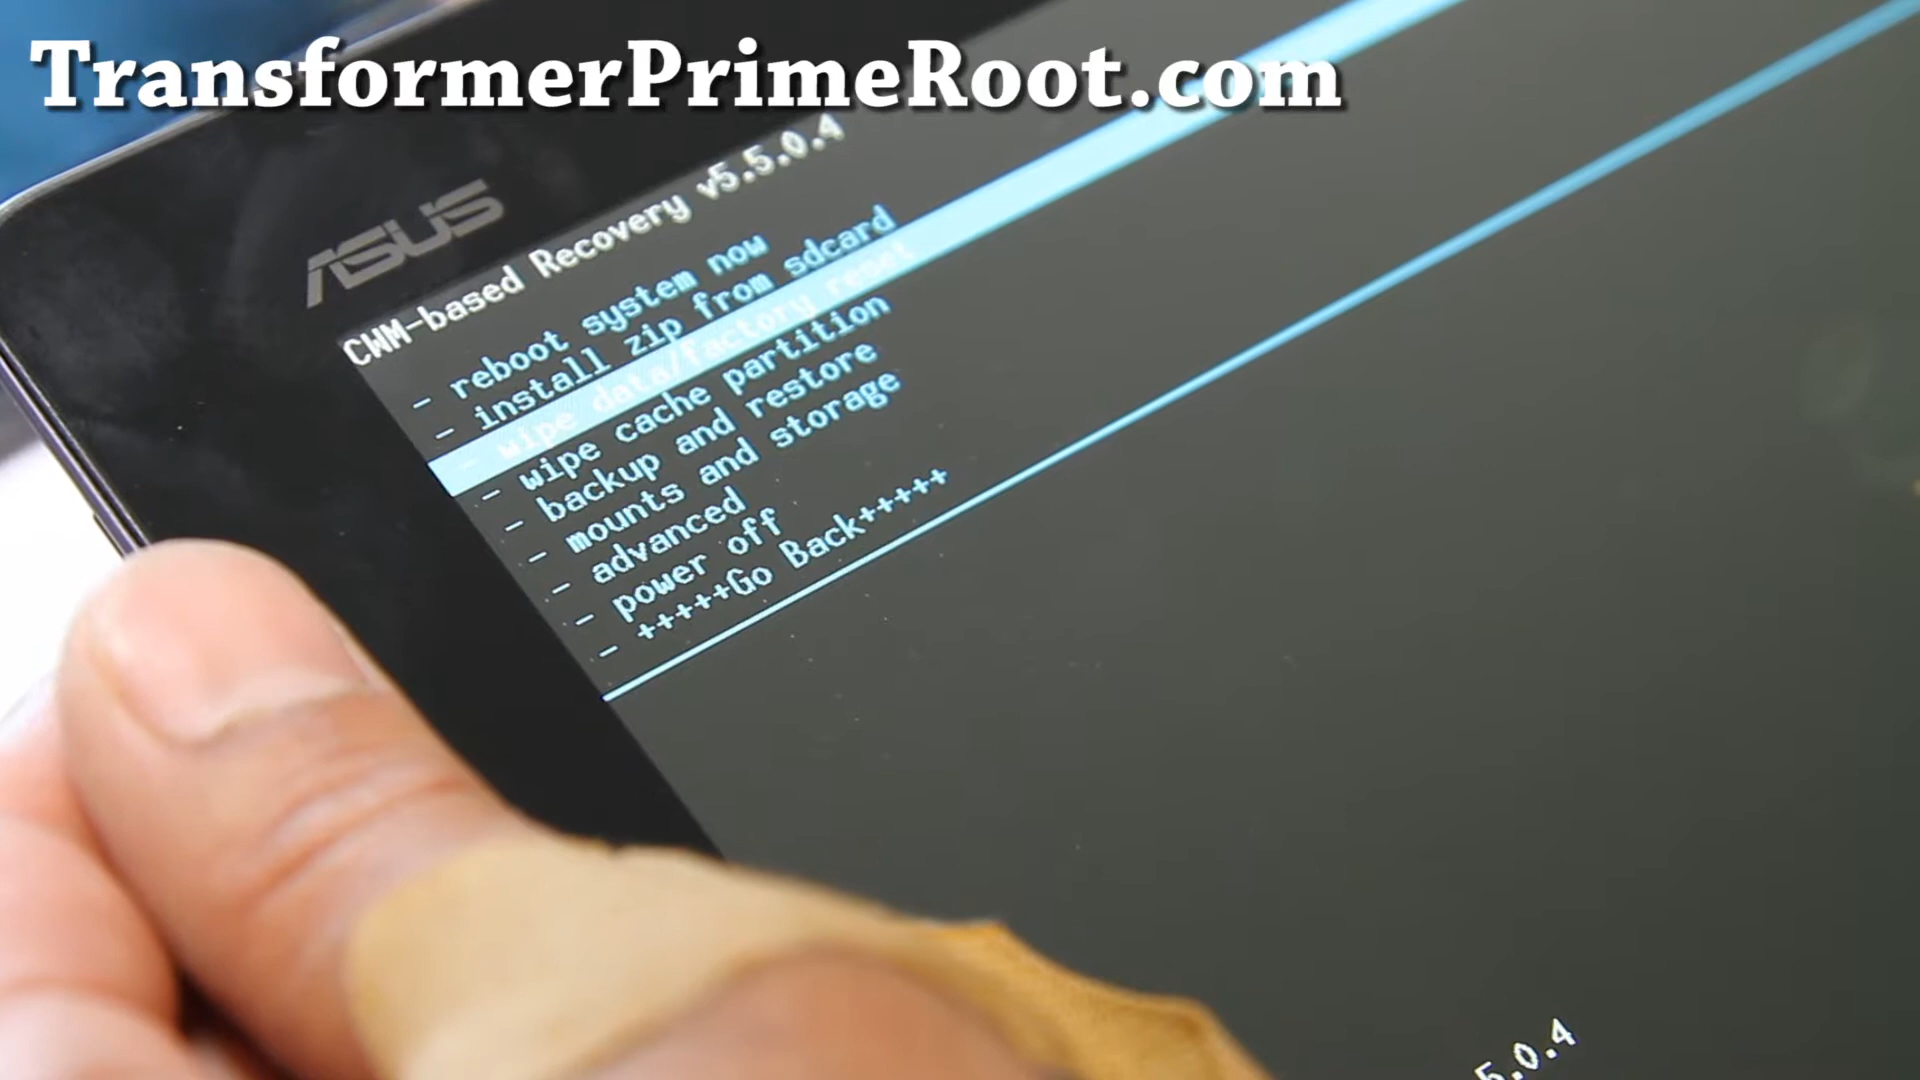 TransformerPrimeRoot.com
ASUS
CWM-based Recovery v5.5.0.4
- reboot system now
- install zip from sdcard
- wipe data/factory reset
- wipe cache partition
- backup and restore
- mounts and storage
- advanced
- power off
- +++++Go Back+++++
5.0.4